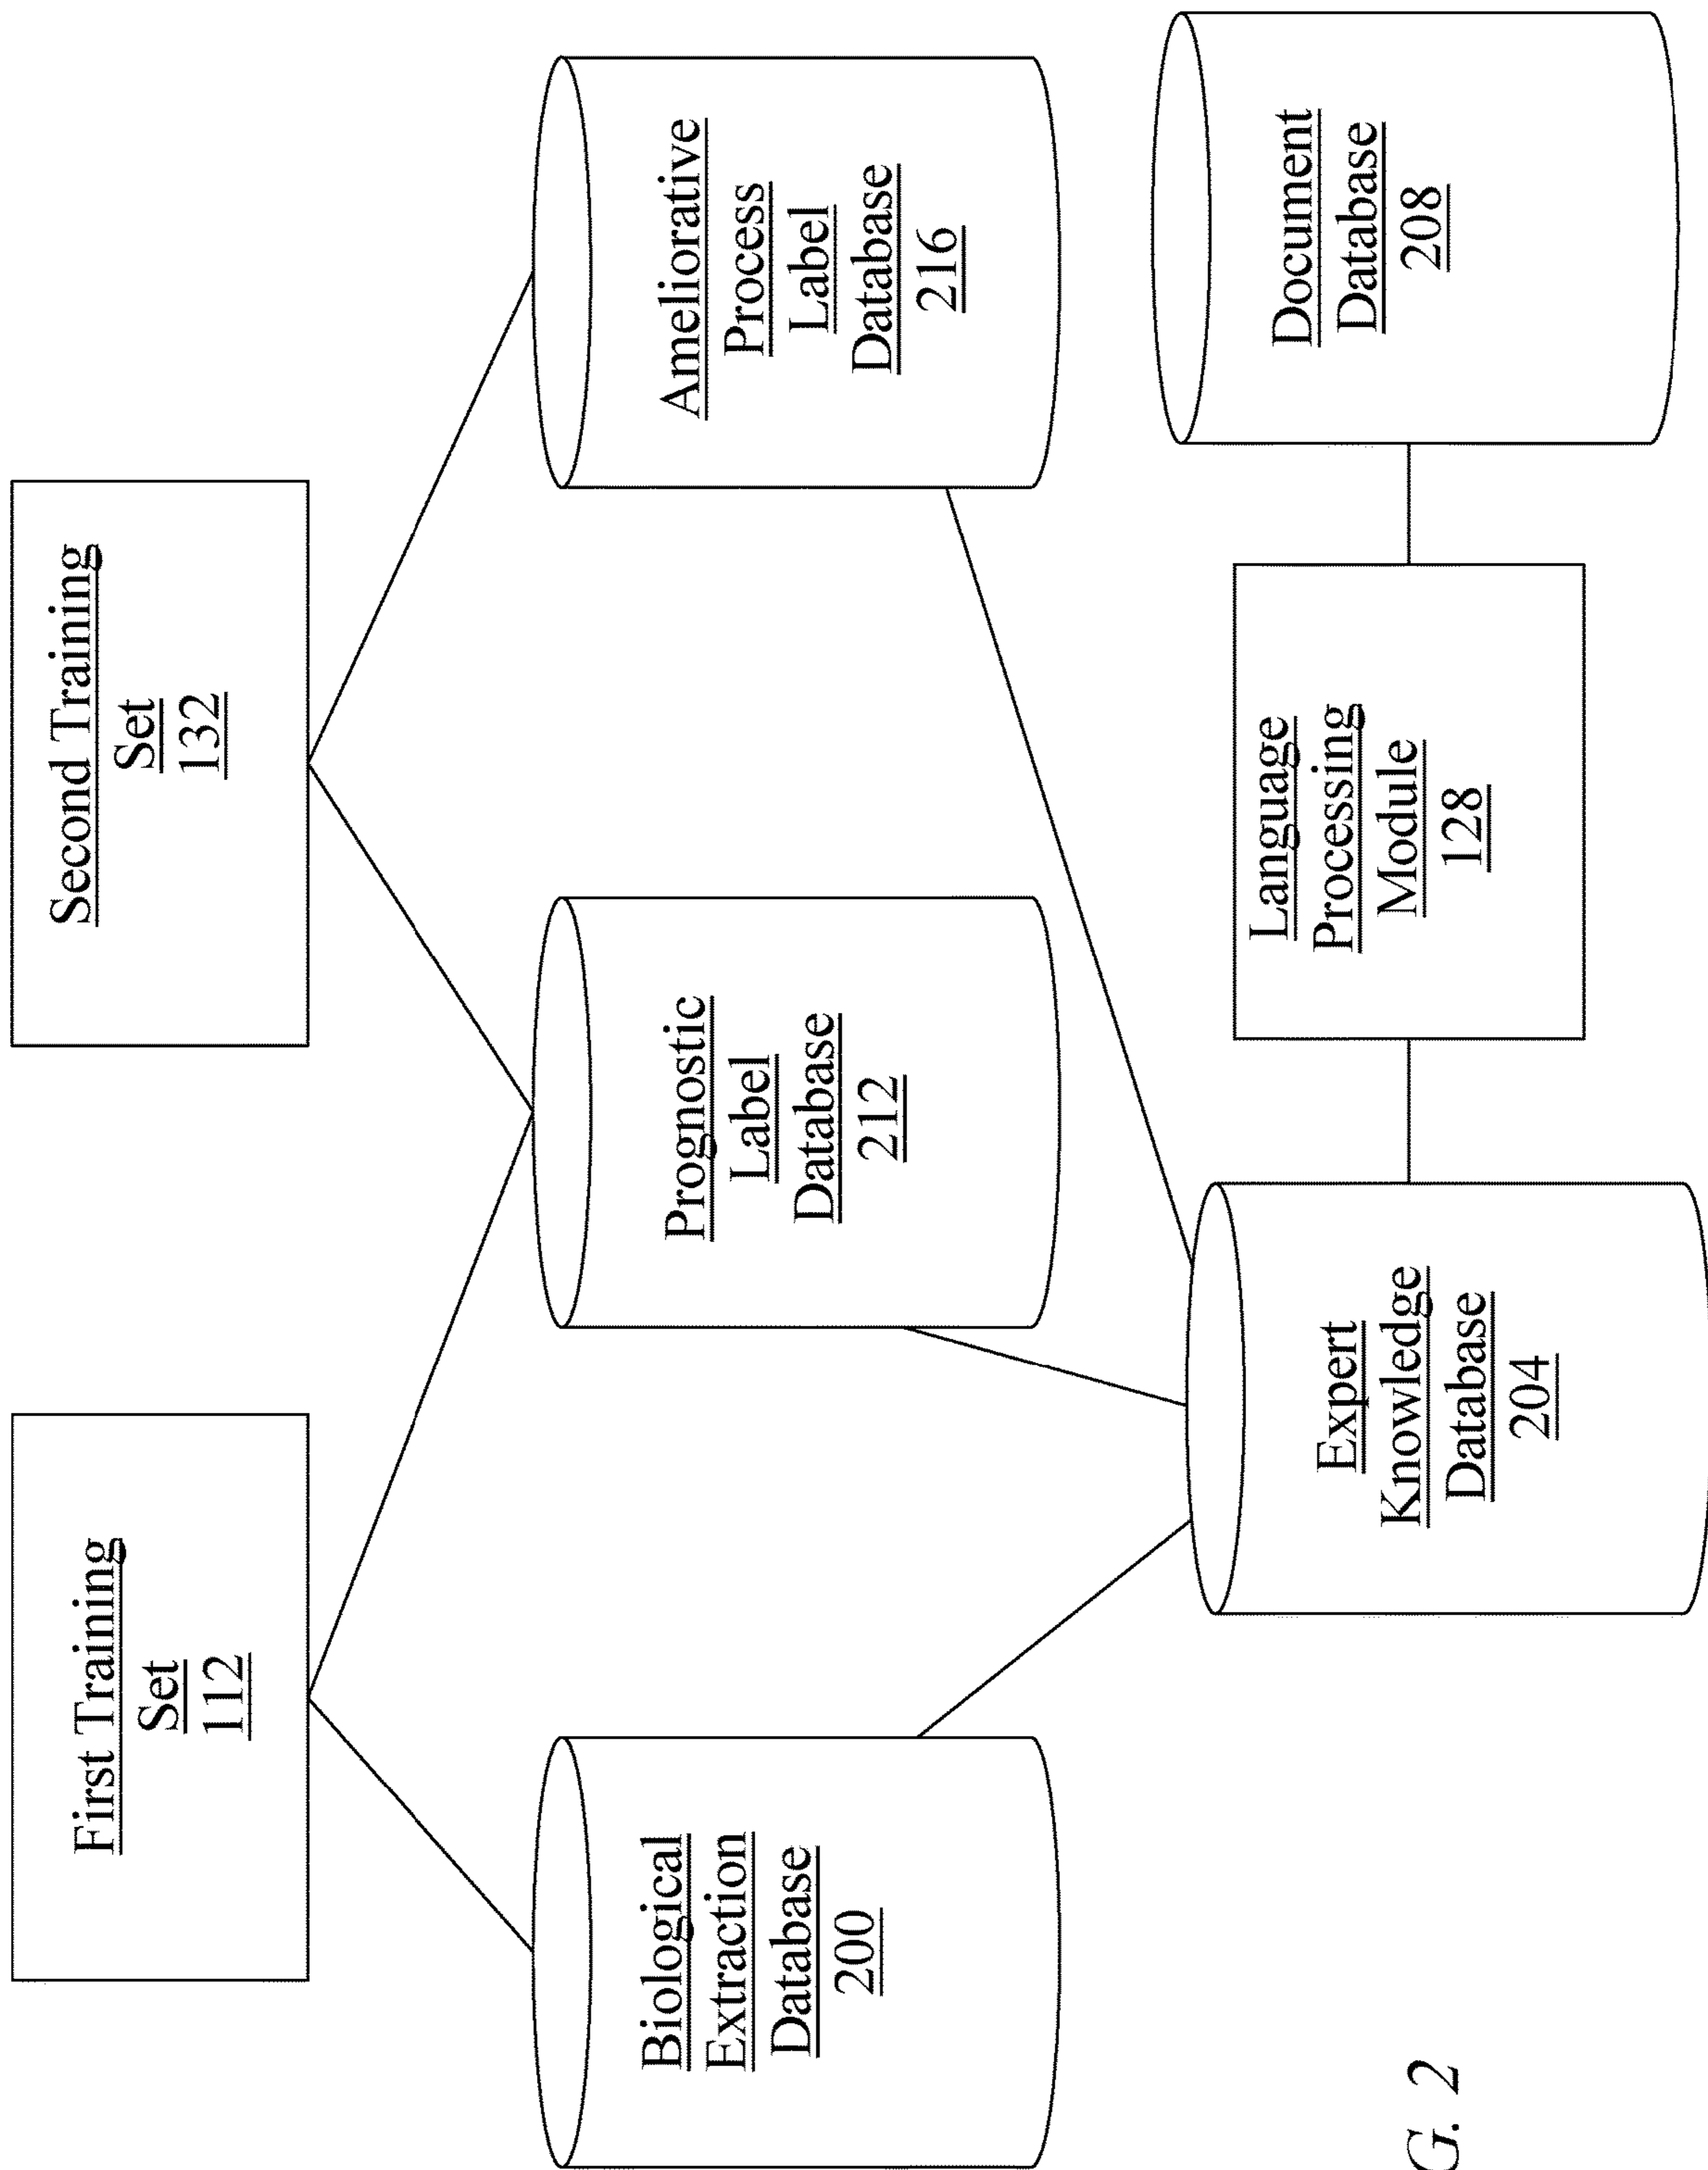 First Training
Set
112
Second Training
Set
132
Biological
Extraction
Database
200
Prognostic
Label
Database
212
Ameliorative
Process
Label
Database
216
Expert
Knowledge
Database
204
Language
Processing
Module
128
Document
Database
208
G. 2